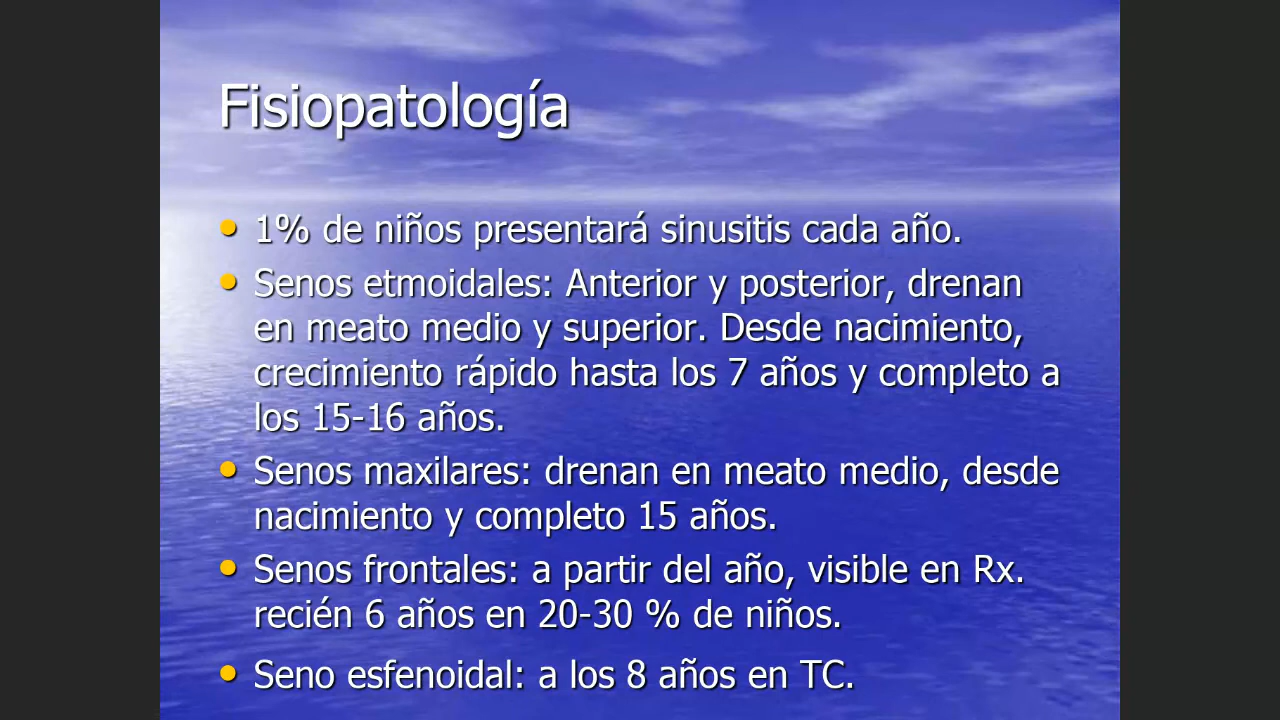 Fisiopatología
• 1% de niños presentará sinusitis cada año.
• Senos etmoidales: Anterior y posterior, drenan
en meato medio y superior. Desde nacimiento,
crecimiento rápido hasta los 7 años y completo a
los 15-16 años.
• Senos maxilares: drenan en meato medio, desde
nacimiento y completo 15 años.
• Senos frontales: a partir del año, visible en Rx.
recién 6 años en 20-30 % de niños.
• Seno esfenoidal: a los 8 años en TC.